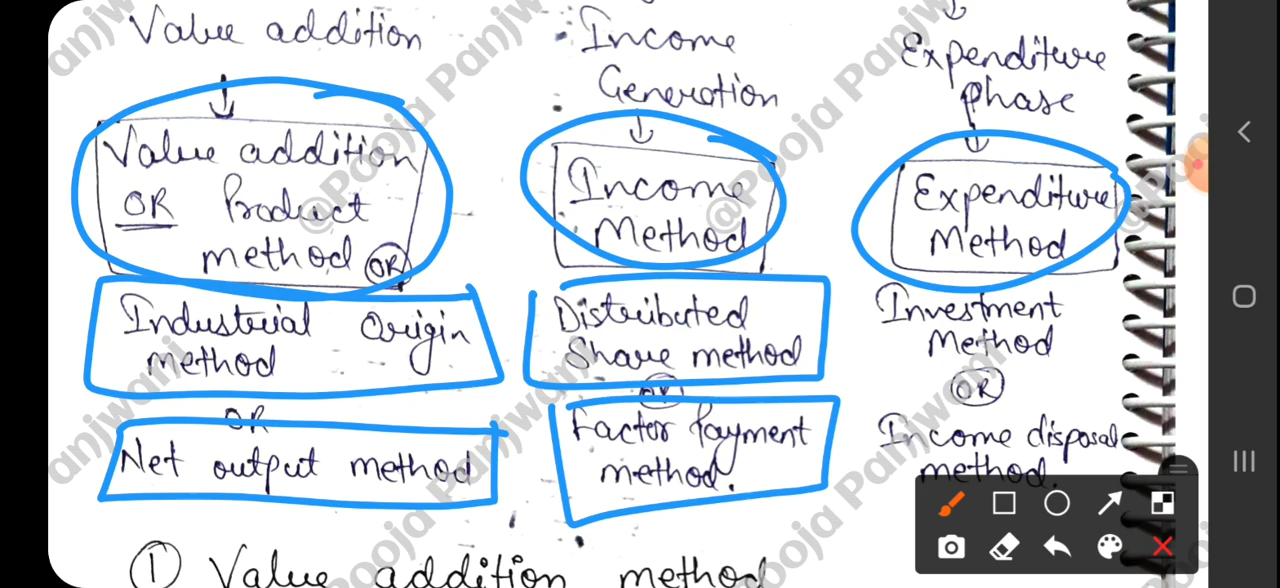 Value addition
Value addition
OR Product
method OR
Industrial Origin
method
OR
Net output method
Income
Generation
Income
Method
Distributed
Share method
OR
Factor Payment
method.
Expenditure
Phase
Expenditure
Method
Investment
Method
OR
Income disposal
method.
① Value addition method
@Pooja Panjwani